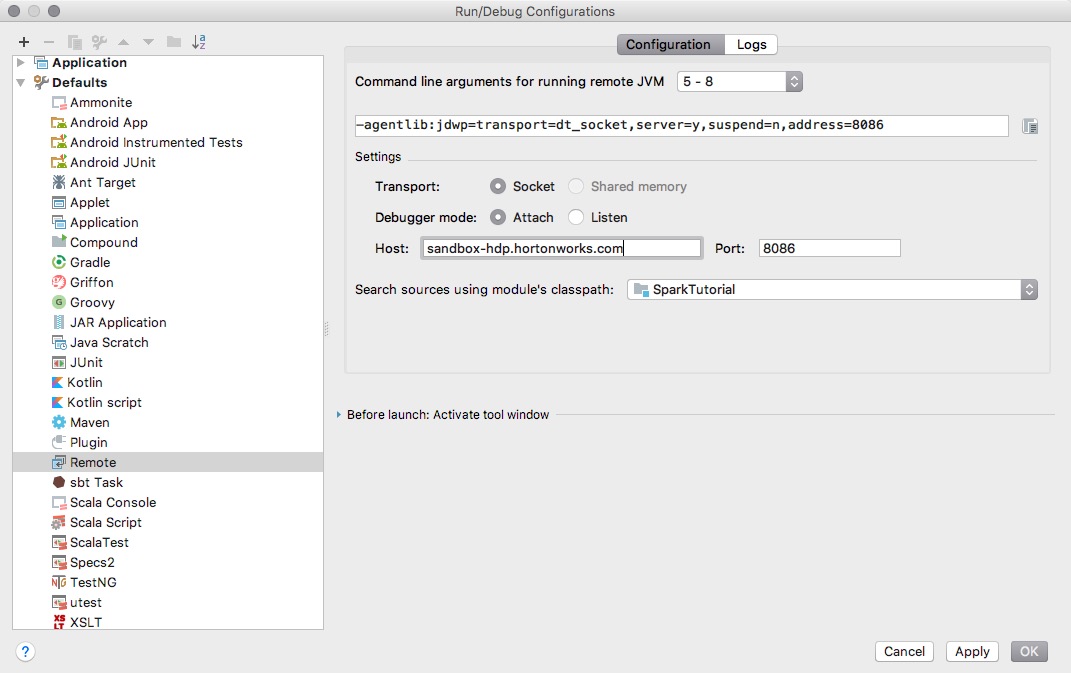 Run/Debug Configurations
Application
Defaults
Ammonite
Android App
Android Instrumented Tests
Android JUnit
Ant Target
Applet
Application
Compound
Gradle
Griffon
Groovy
JAR Application
Java Scratch
JUnit
Kotlin
Kotlin script
Maven
Plugin
Remote
sbt Task
Scala Console
Scala Script
ScalaTest
Specs2
TestNG
utest
XSLT
Configuration Logs
Command line arguments for running remote JVM 5 - 8
-agentlib:jdwp=transport=dt_socket,server=y,suspend=n,address=8086
Settings
Transport: Socket Shared memory
Debugger mode: Attach Listen
Host: sandbox-hdp.hortonworks.com Port: 8086
Search sources using module's classpath: SparkTutorial
Before launch: Activate tool window
? Cancel Apply OK